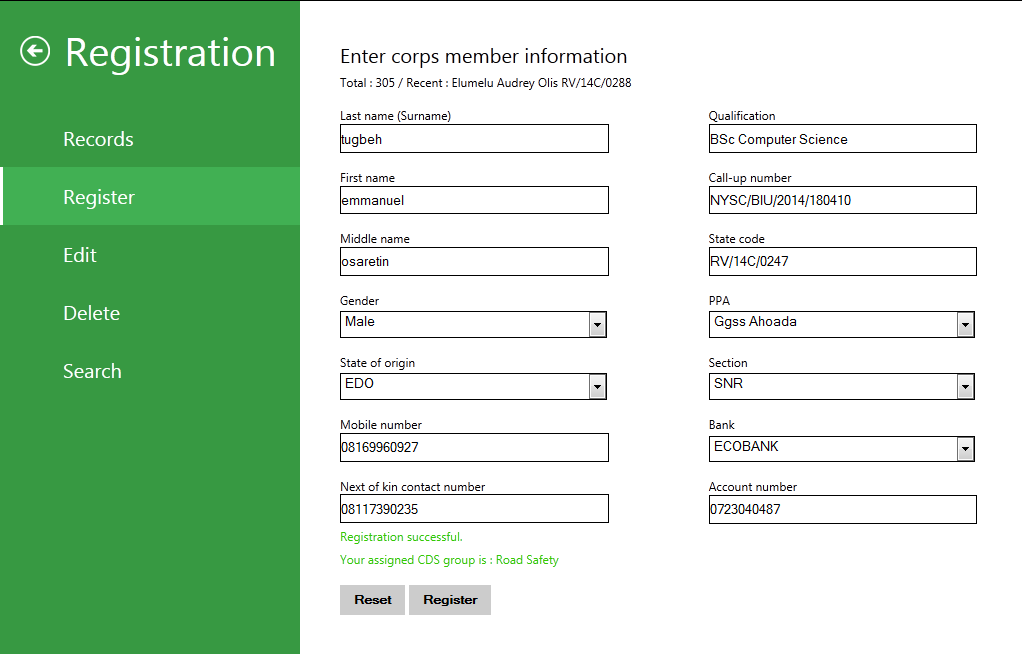 Registration
Records
Register
Edit
Delete
Search
Enter corps member information
Total : 305 / Recent : Elumelu Audrey Olis RV/14C/0288
Last name (Surname)
tugbeh
First name
emmanuel
Middle name
osaretin
Gender
Male
State of origin
EDO
Mobile number
08169960927
Next of kin contact number
08117390235
Registration successful.
Your assigned CDS group is : Road Safety
Reset
Register
Qualification
BSc Computer Science
Call-up number
NYSC/BIU/2014/180410
State code
RV/14C/0247
PPA
Ggss Ahoada
Section
SNR
Bank
ECOBANK
Account number
0723040487